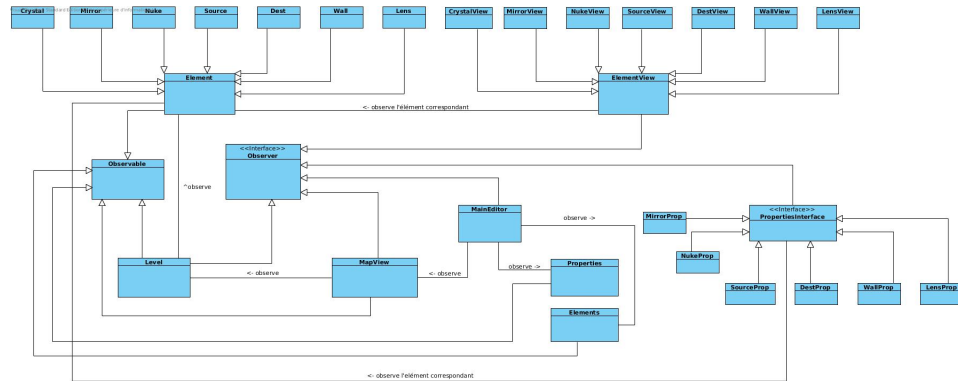 Crystal
Mirror
Nuke
Source
Dest
Wall
Lens
CrystalView
MirrorView
NukeView
SourceView
DestView
WallView
LensView
Element
ElementView
<- observe l'elément correspondant
<<Interface>>
Observer
Observable
^observe
MainEditor
observe ->
<<Interface>>
PropertiesInterface
MirrorProp
NukeProp
Level
<- observe
MapView
<- observe
observe ->
Properties
SourceProp
DestProp
WallProp
LensProp
Elements
<- observe l'elément correspondant